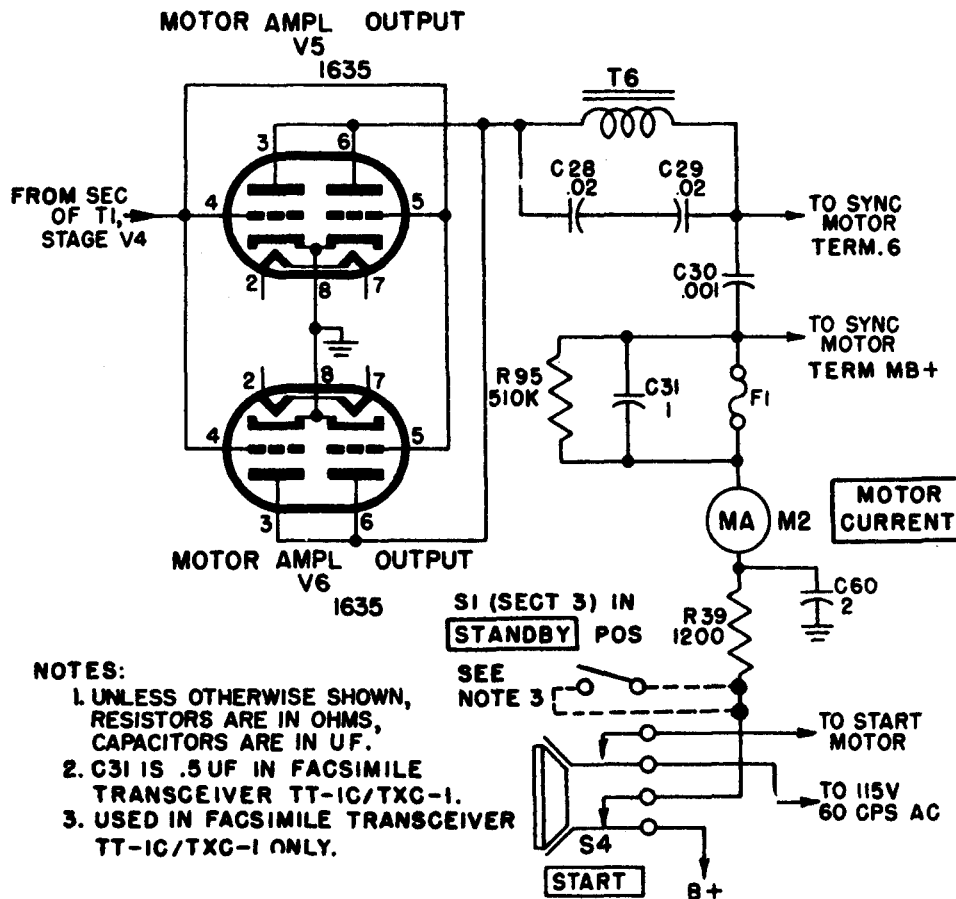 MOTOR AMPL OUTPUT
V5
1635
T6
3
6
C28
.02
C29
.02
FROM SEC
OF T1,
STAGE V4
4
5
TO SYNC
MOTOR
TERM. 6
2
8
7
C30
.001
TO SYNC
MOTOR
TERM MB+
2
8
7
R95
510K
C31
1
F1
4
5
3
6
MA
M2
MOTOR
CURRENT
MOTOR AMPL OUTPUT
V6
1635
C60
2
R39
1200
S1 (SECT 3) IN
STANDBY POS
SEE
NOTE 3
NOTES:
1. UNLESS OTHERWISE SHOWN,
RESISTORS ARE IN OHMS,
CAPACITORS ARE IN UF.
2. C31 IS .5UF IN FACSIMILE
TRANSCEIVER TT-1C/TXC-1.
3. USED IN FACSIMILE TRANSCEIVER
TT-1C/TXC-1 ONLY.
TO START
MOTOR
TO 115V
60 CPS AC
S4
START
B+